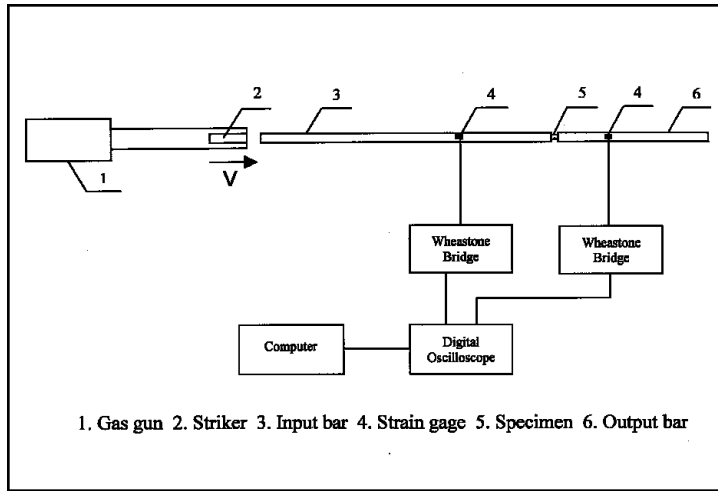 2
3
4
5
4
6
1
V
Wheastone
Bridge
Wheastone
Bridge
Computer
Digital
Oscilloscope
1. Gas gun 2. Striker 3. Input bar 4. Strain gage 5. Specimen 6. Output bar